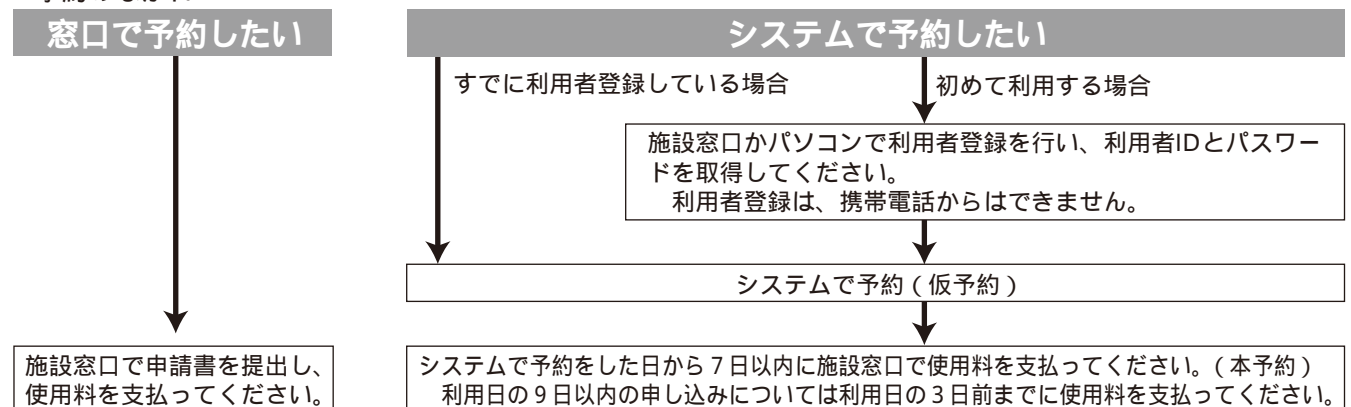 窓口で予約したい
システムで予約したい
すでに利用者登録している場合
初めて利用する場合
施設窓口かパソコンで利用者登録を行い、利用者IDとパスワー
ドを取得してください。
利用者登録は、携帯電話からはできません。
システムで予約(仮予約)
施設窓口で申請書を提出し、
使用料を支払ってください。
システムで予約をした日から7日以内に施設窓口で使用料を支払ってください。(本予約)
利用日の9日以内の申し込みについては利用日の3日前までに使用料を支払ってください。